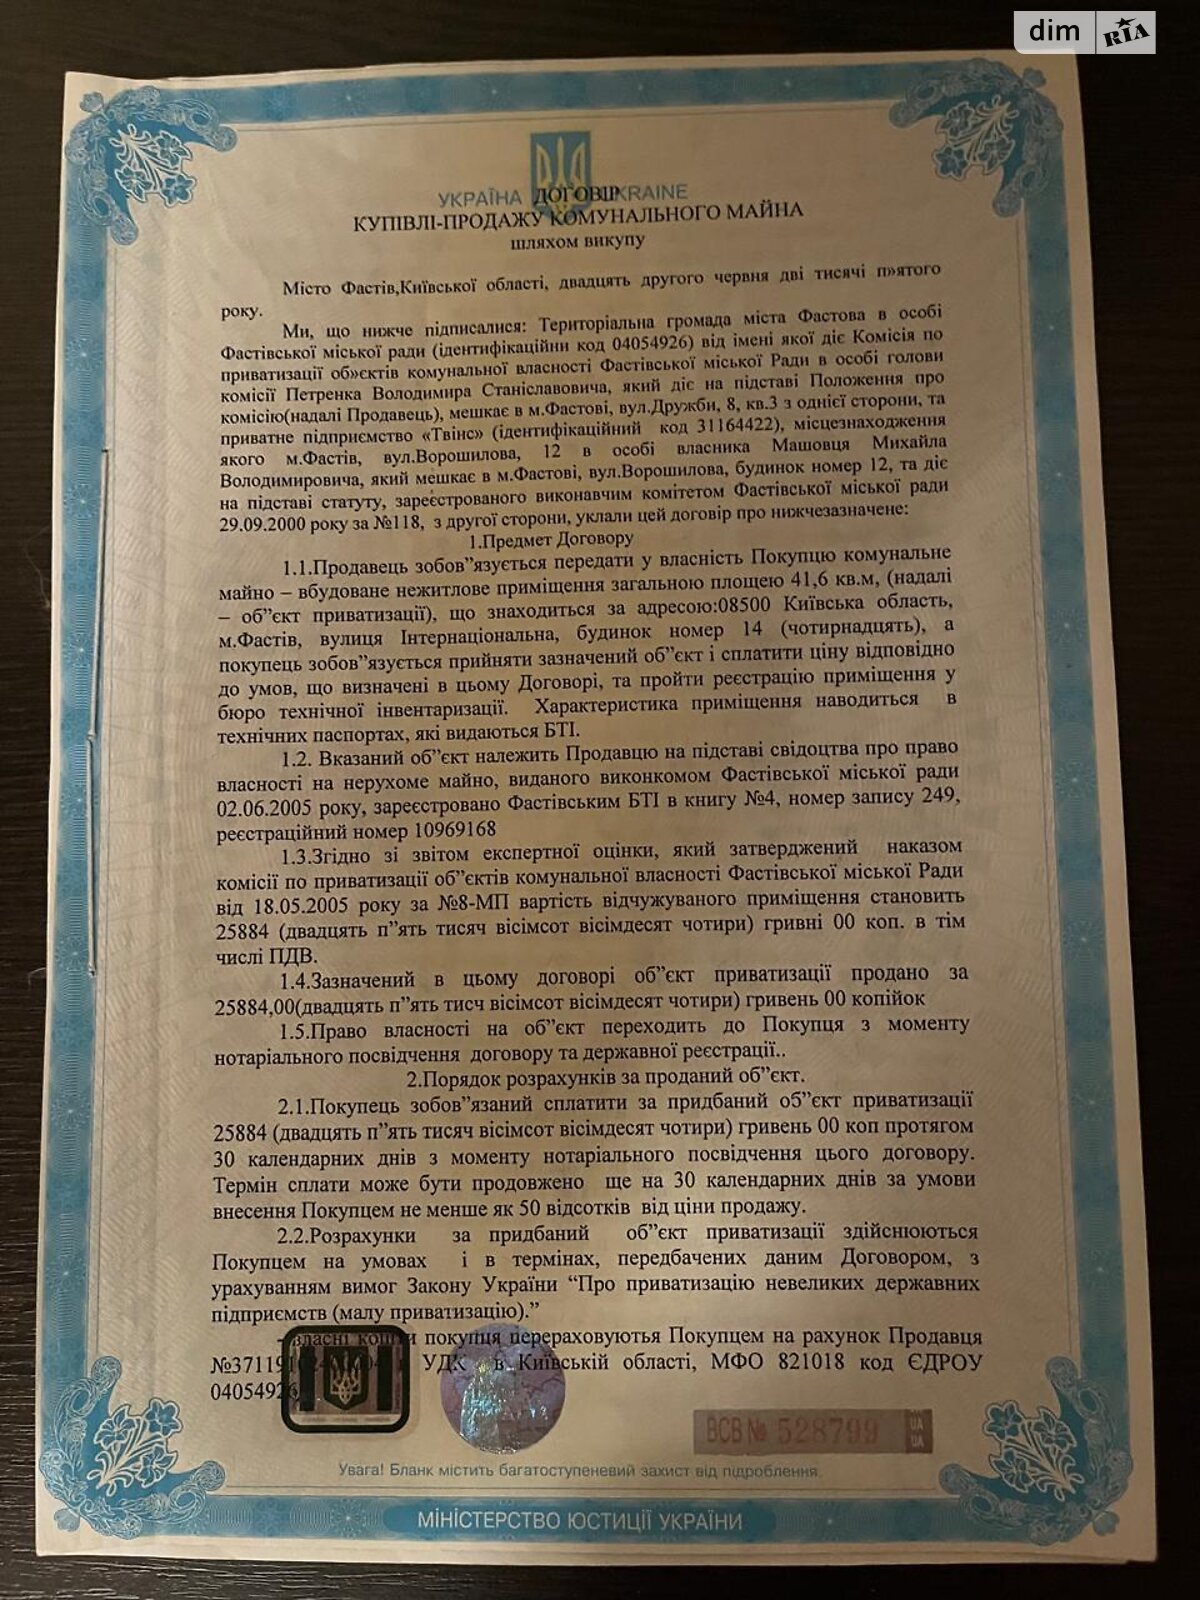 dim RIA
УКРАЇНА UKRAINE
ДОГОВІР
КУПІВЛІ-ПРОДАЖУ КОМУНАЛЬНОГО МАЙНА
шляхом викупу
Місто Фастів,Київської області, двадцять другого червня дві тисячі п»ятого
року.
Ми, що нижче підписалися: Територіальна громада міста Фастова в особі
Фастівської міської ради (ідентифікаційни код 04054926) від імені якої діє Комісія по
приватизації об»єктів комунальної власності Фастівської міської Ради в особі голови
комісії Петренка Володимира Станіславовича, який діє на підставі Положення про
комісію(надалі Продавець), мешкає в м.Фастові, вул.Дружби, 8, кв.3 з однієї сторони, та
приватне підприємство «Твінс» (ідентифікаційний код 31164422), місцезнаходження
якого м.Фастів, вул.Ворошилова, 12 в особі власника Машовця Михайла
Володимировича, який мешкає в м.Фастові, вул.Ворошилова, будинок номер 12, та діє
на підставі статуту, зареєстрованого виконавчим комітетом Фастівської міської ради
29.09.2000 року за №118, з другої сторони, уклали цей договір про нижчезазначене:
1.Предмет Договору
1.1.Продавець зобов"язується передати у власність Покупцю комунальне
майно – вбудоване нежитлове приміщення загальною площею 41,6 кв.м, (надалі
– об"єкт приватизації), що знаходиться за адресою:08500 Київська область,
м.Фастів, вулиця Інтернаціональна, будинок номер 14 (чотирнадцять), а
покупець зобов"язується прийняти зазначений об"єкт і сплатити ціну відповідно
до умов, що визначені в цьому Договорі, та пройти реєстрацію приміщення у
бюро технічної інвентаризації. Характеристика приміщення наводиться в
технічних паспортах, які видаються БТІ.
1.2. Вказаний об"єкт належить Продавцю на підставі свідоцтва про право
власності на нерухоме майно, виданого виконкомом Фастівської міської ради
02.06.2005 року, зареєстровано Фастівським БТІ в книгу №4, номер запису 249,
реєстраційний номер 10969168
1.3.Згідно зі звітом експертної оцінки, який затверджений наказом
комісії по приватизації об"єктів комунальної власності Фастівської міської Ради
від 18.05.2005 року за №8-МП вартість відчужуваного приміщення становить
25884 (двадцять п"ять тисяч вісімсот вісімдесят чотири) гривні 00 коп. в тім
числі ПДВ.
1.4.Зазначений в цьому договорі об"єкт приватизації продано за
25884,00(двадцять п"ять тисч вісімсот вісімдесят чотири) гривень 00 копійок
1.5.Право власності на об"єкт переходить до Покупця з моменту
нотаріального посвідчення договору та державної реєстрації..
2.Порядок розрахунків за проданий об"єкт.
2.1.Покупець зобов"язаний сплатити за придбаний об"єкт приватизації
25884 (двадцять п"ять тисяч вісімсот вісімдесят чотири) гривень 00 коп протягом
30 календарних днів з моменту нотаріального посвідчення цього договору.
Термін сплати може бути продовжено ще на 30 календарних днів за умови
внесення Покупцем не менше як 50 відсотків від ціни продажу.
2.2.Розрахунки за придбаний об"єкт приватизації здійснюються
Покупцем на умовах і в термінах, передбачених даним Договором, з
урахуванням вимог Закону України “Про приватизацію невеликих державних
підприємств (малу приватизацію).”
- власні кошти покупця перераховуютья Покупцем на рахунок Продавця
УДК в Київській області, МФО 821018 код ЄДРОУ
04054926
ВСВ № 528799 UA UA
Увага! Бланк містить багатоступеневий захист від підроблення.
МІНІСТЕРСТВО ЮСТИЦІЇ УКРАЇНИ